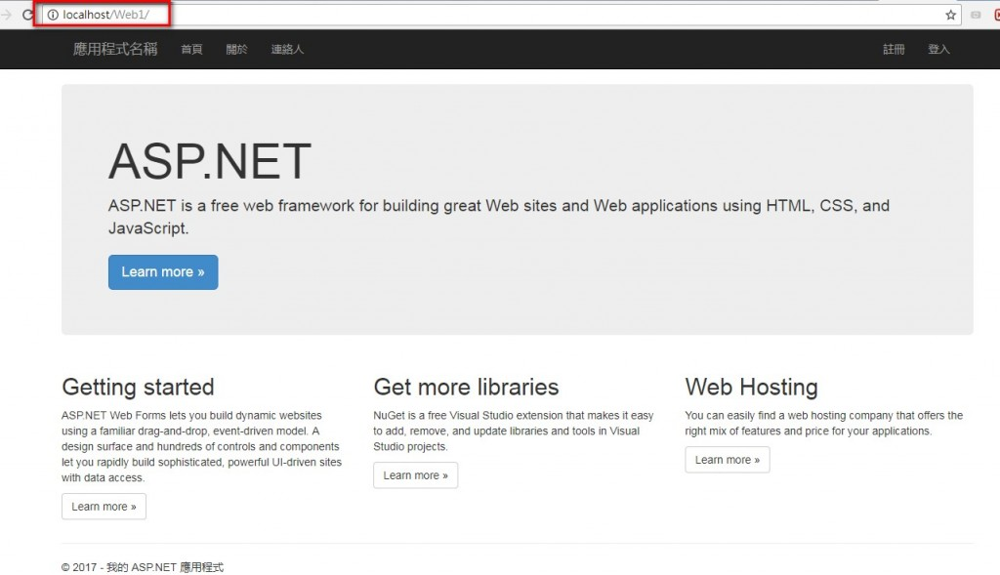 localhost/Web1/
應用程式名稱 首頁 關於 連絡人 註冊 登入
ASP.NET
ASP.NET is a free web framework for building great Web sites and Web applications using HTML, CSS, and
JavaScript.
Learn more »
Getting started
ASP.NET Web Forms lets you build dynamic websites
using a familiar drag-and-drop, event-driven model. A
design surface and hundreds of controls and components
let you rapidly build sophisticated, powerful UI-driven sites
with data access.
Learn more »
Get more libraries
NuGet is a free Visual Studio extension that makes it easy
to add, remove, and update libraries and tools in Visual
Studio projects.
Learn more »
Web Hosting
You can easily find a web hosting company that offers the
right mix of features and price for your applications.
Learn more »
© 2017 - 我的 ASP.NET 應用程式